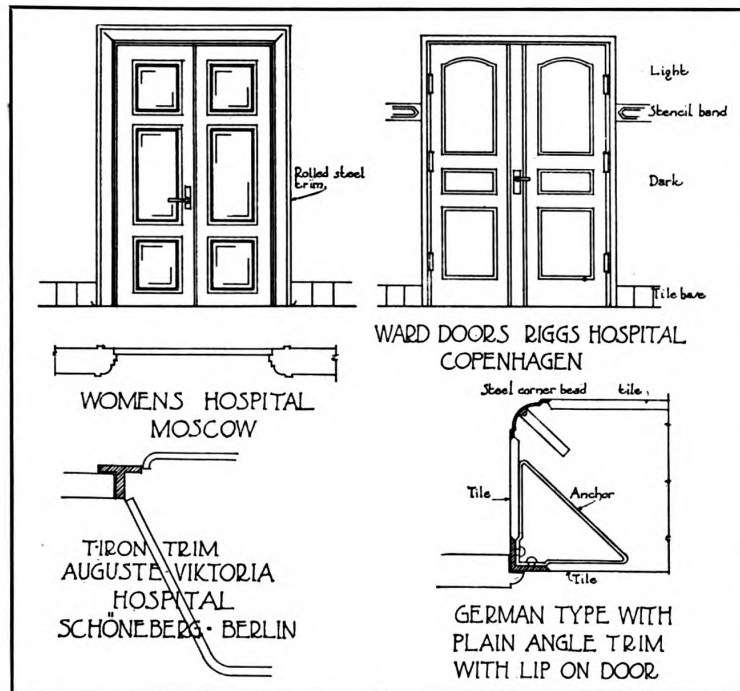 Rolled steel
trim,
Light
Stencil band
Dark
Tile base
WOMENS HOSPITAL
MOSCOW
WARD DOORS RIGGS HOSPITAL
COPENHAGEN
T·IRON TRIM
AUGUSTE·VIKTORIA
HOSPITAL
SCHÖNEBERG · BERLIN
Steel corner bead tile.
Tile
Anchor
Tile
GERMAN TYPE WITH
PLAIN ANGLE TRIM
WITH LIP ON DOOR